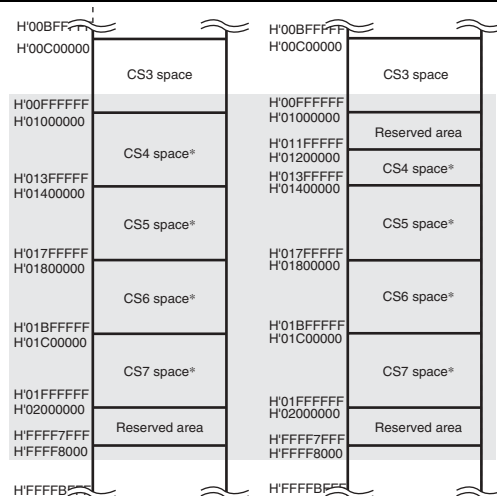 H'00BFFFFF
H'00C00000
CS3 space
H'00FFFFFF
H'01000000
CS4 space*
H'013FFFFF
H'01400000
CS5 space*
H'017FFFFF
H'01800000
CS6 space*
H'01BFFFFF
H'01C00000
CS7 space*
H'01FFFFFF
H'02000000
Reserved area
H'FFFF7FFF
H'FFFF8000
H'FFFFBFFF
H'00BFFFFF
H'00C00000
CS3 space
H'00FFFFFF
H'01000000
Reserved area
H'011FFFFF
H'01200000
CS4 space*
H'013FFFFF
H'01400000
CS5 space*
H'017FFFFF
H'01800000
CS6 space*
H'01BFFFFF
H'01C00000
CS7 space*
H'01FFFFFF
H'02000000
Reserved area
H'FFFF7FFF
H'FFFF8000
H'FFFFBFFF